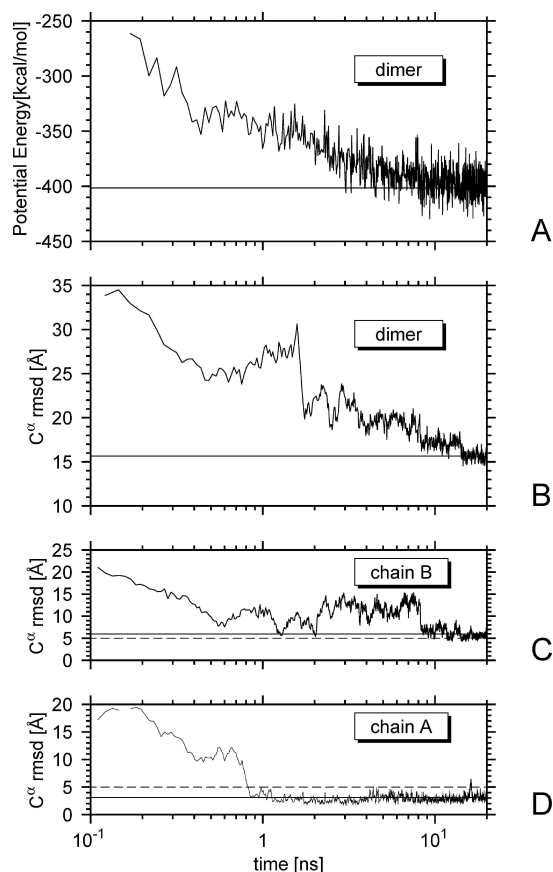 -250
-300
-350
-400
-450
Potential Energy[kcal/mol]
dimer
A
35
30
25
20
15
10
Cα rmsd [Å]
dimer
B
25
20
15
10
5
0
Cα rmsd [Å]
chain B
C
20
15
10
5
0
Cα rmsd [Å]
chain A
D
10⁻¹ 1 10¹
time [ns]